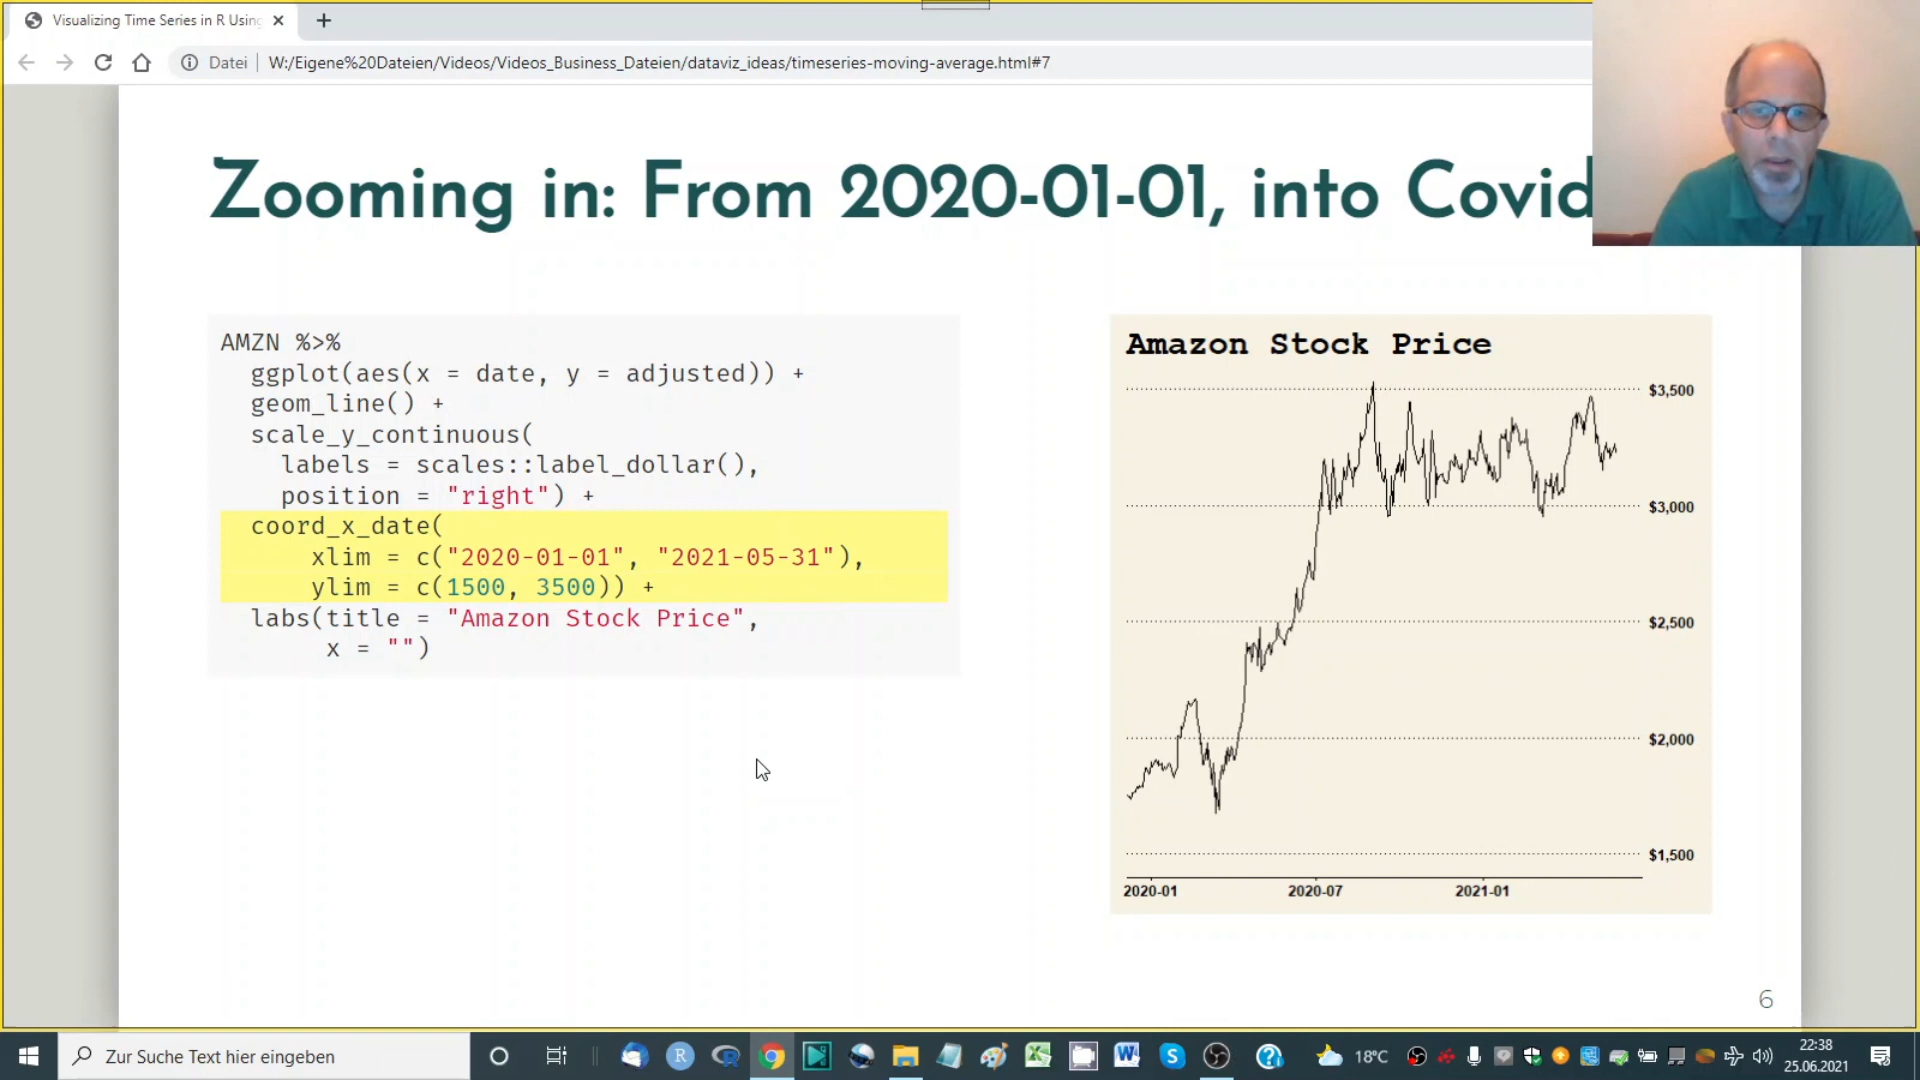 Visualizing Time Series in R Using
Datei
W:/Eigene%20Dateien/Videos/Videos_Business_Dateien/dataviz_ideas/timeseries-moving-average.html#7
Zooming in: From 2020-01-01, into Covid
AMZN %>%
ggplot(aes(x = date, y = adjusted)) +
geom_line() +
scale_y_continuous(
labels = scales::label_dollar(),
position = "right") +
coord_x_date(
xlim = c("2020-01-01", "2021-05-31"),
ylim = c(1500, 3500)) +
labs(title = "Amazon Stock Price",
x = "")
Amazon Stock Price
$3,500
$3,000
$2,500
$2,000
$1,500
2020-01
2020-07
2021-01
6
Zur Suche Text hier eingeben
18°C
22:38
25.06.2021